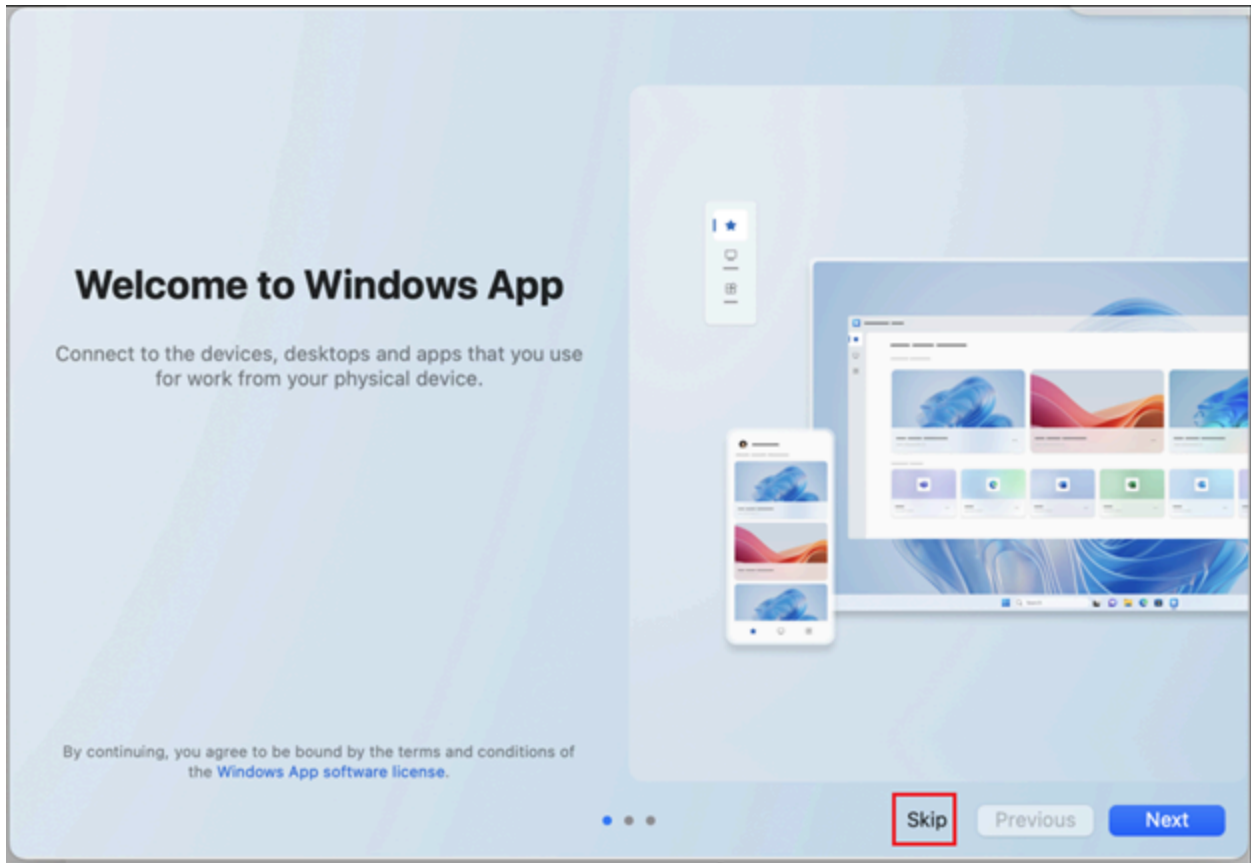 Welcome to Windows App
Connect to the devices, desktops and apps that you use
for work from your physical device.
By continuing, you agree to be bound by the terms and conditions of
the Windows App software license.
Search
Skip
Previous
Next